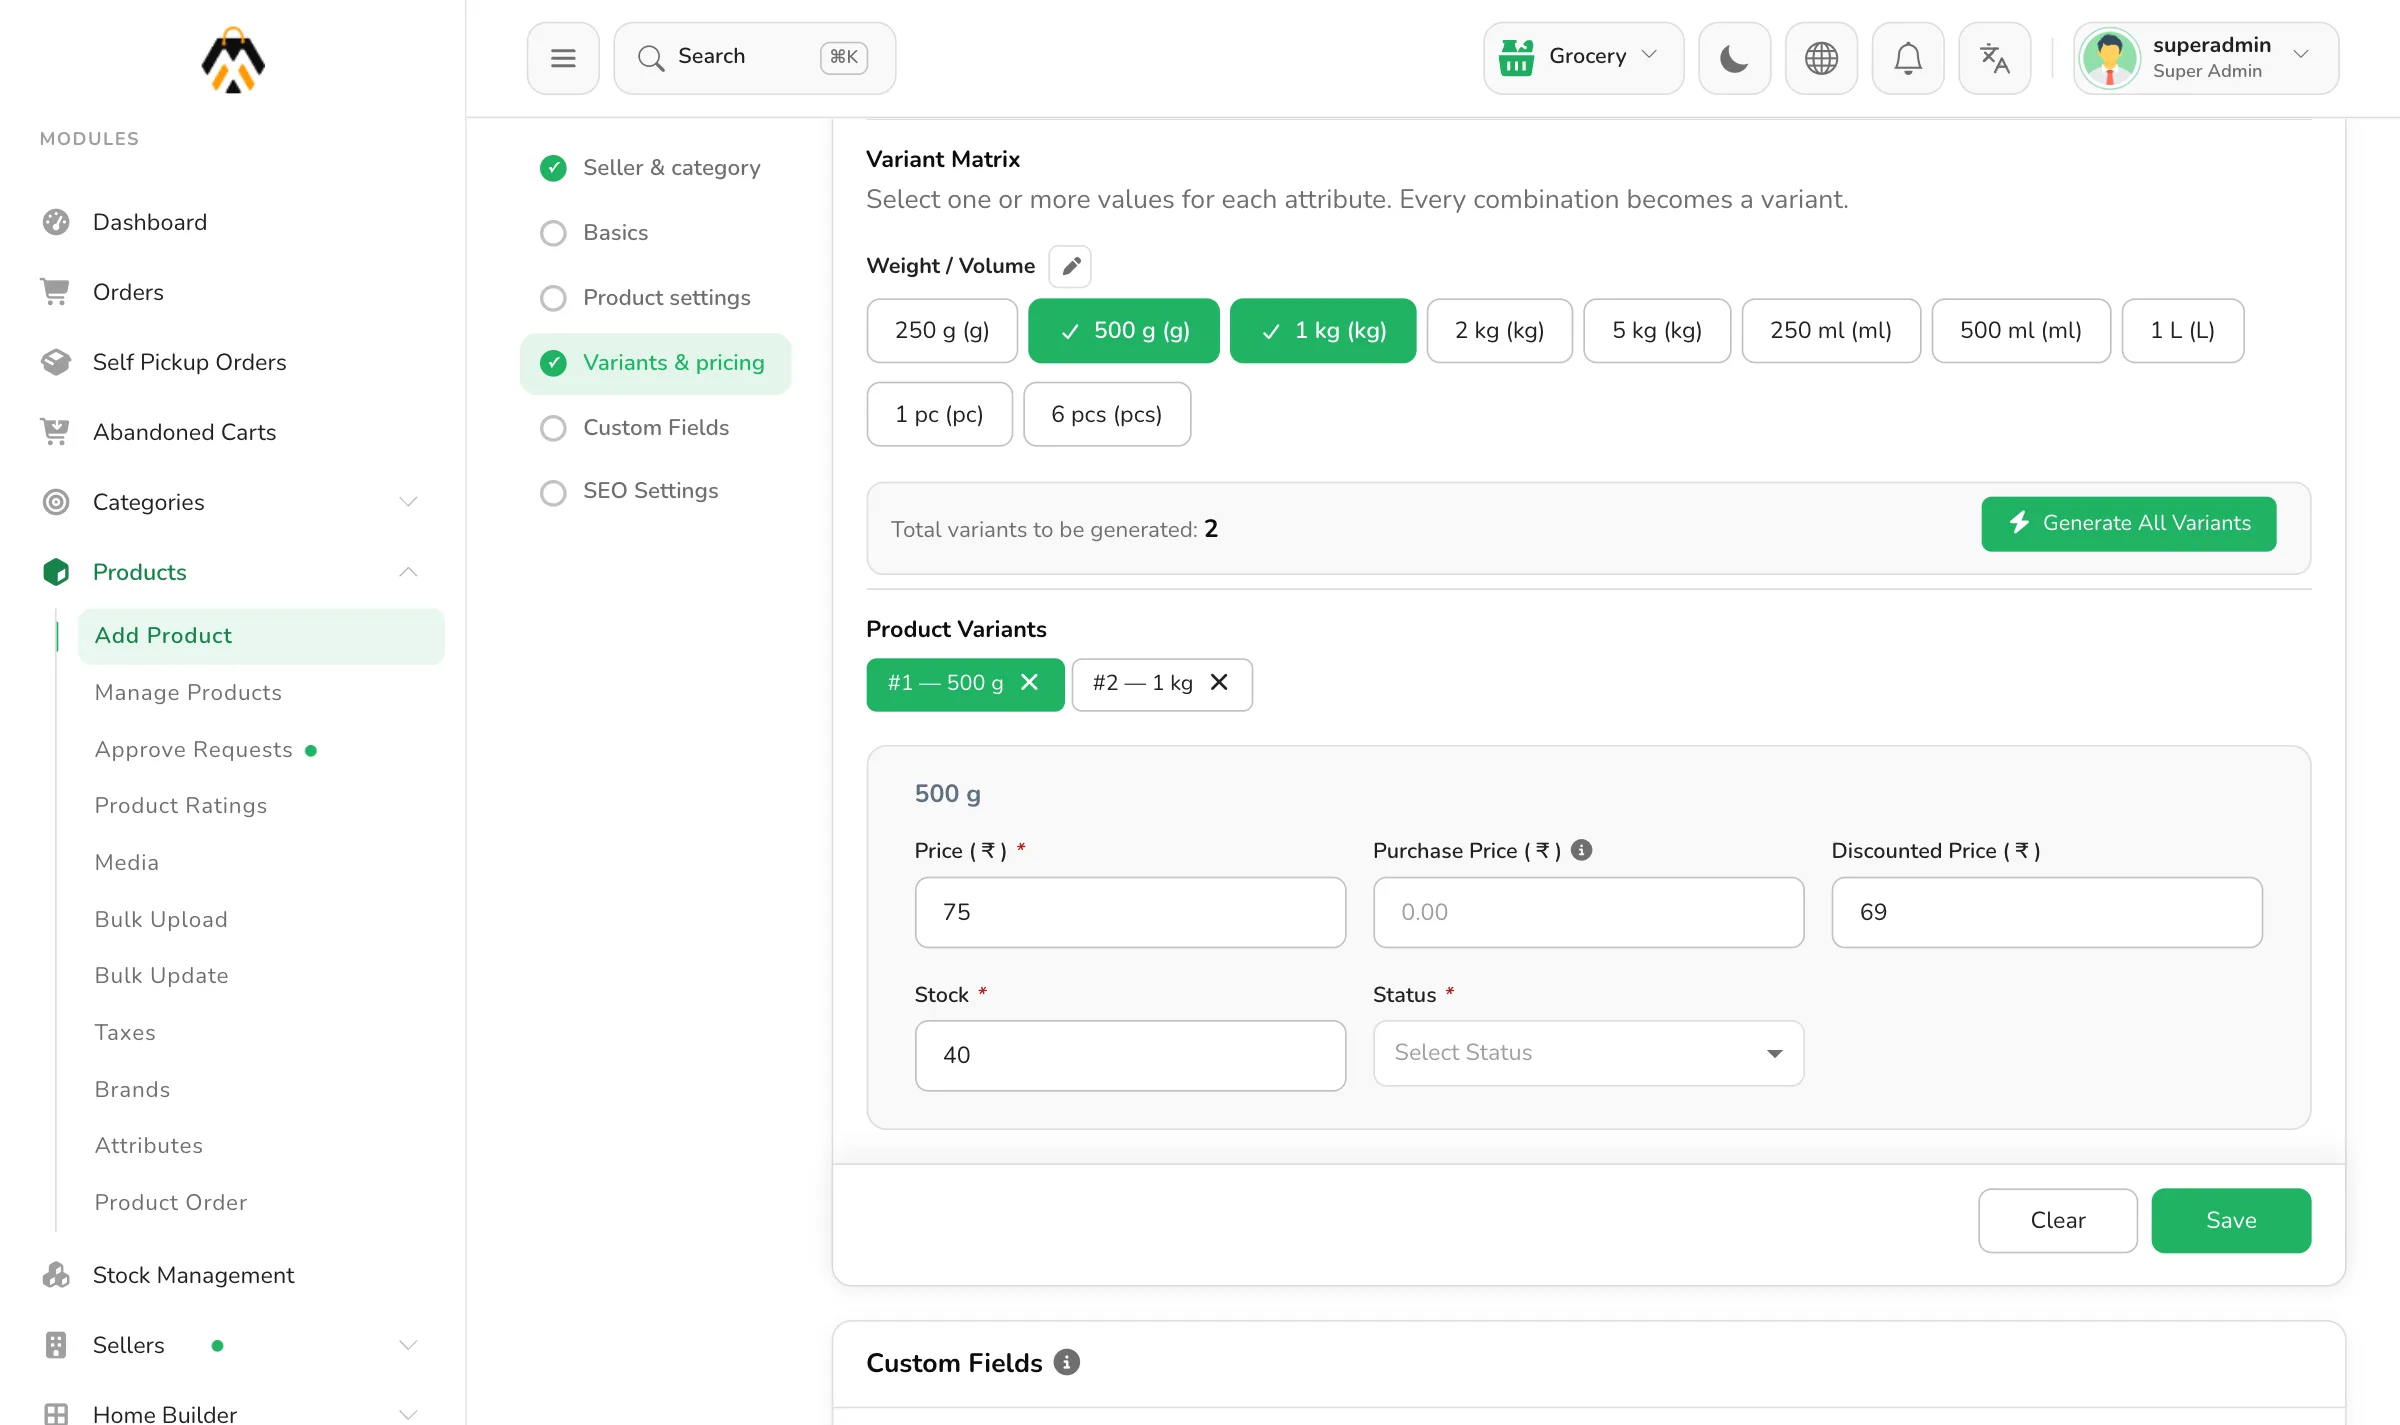 MODULES
Dashboard
Orders
Self Pickup Orders
Abandoned Carts
Categories
Products
Add Product
Manage Products
Approve Requests
Product Ratings
Media
Bulk Upload
Bulk Update
Taxes
Brands
Attributes
Product Order
Stock Management
Sellers
Home Builder
Search ⌘K
Grocery
superadmin
Super Admin
Seller & category
Basics
Product settings
Variants & pricing
Custom Fields
SEO Settings
Variant Matrix
Select one or more values for each attribute. Every combination becomes a variant.
Weight / Volume
250 g (g) 500 g (g) 1 kg (kg) 2 kg (kg) 5 kg (kg) 250 ml (ml) 500 ml (ml) 1 L (L)
1 pc (pc) 6 pcs (pcs)
Total variants to be generated: 2
Generate All Variants
Product Variants
#1 — 500 g #2 — 1 kg
500 g
Price ( ₹ ) * Purchase Price ( ₹ ) Discounted Price ( ₹ )
75 0.00 69
Stock * Status *
40 Select Status
Clear Save
Custom Fields